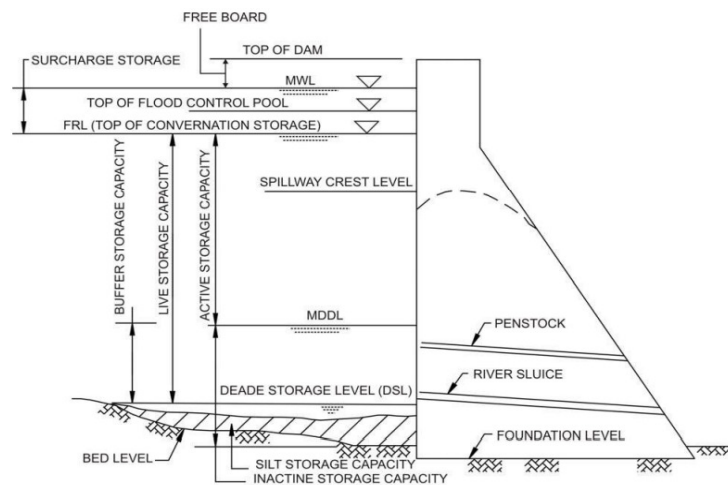 FREE BOARD
TOP OF DAM
SURCHARGE STORAGE
MWL
TOP OF FLOOD CONTROL POOL
FRL (TOP OF CONVERNATION STORAGE)
BUFFER STORAGE CAPACITY
LIVE STORAGE CAPACITY
ACTIVE STORAGE CAPACITY
SPILLWAY CREST LEVEL
MDDL
PENSTOCK
RIVER SLUICE
DEADE STORAGE LEVEL (DSL)
FOUNDATION LEVEL
BED LEVEL
SILT STORAGE CAPACITY
INACTINE STORAGE CAPACITY